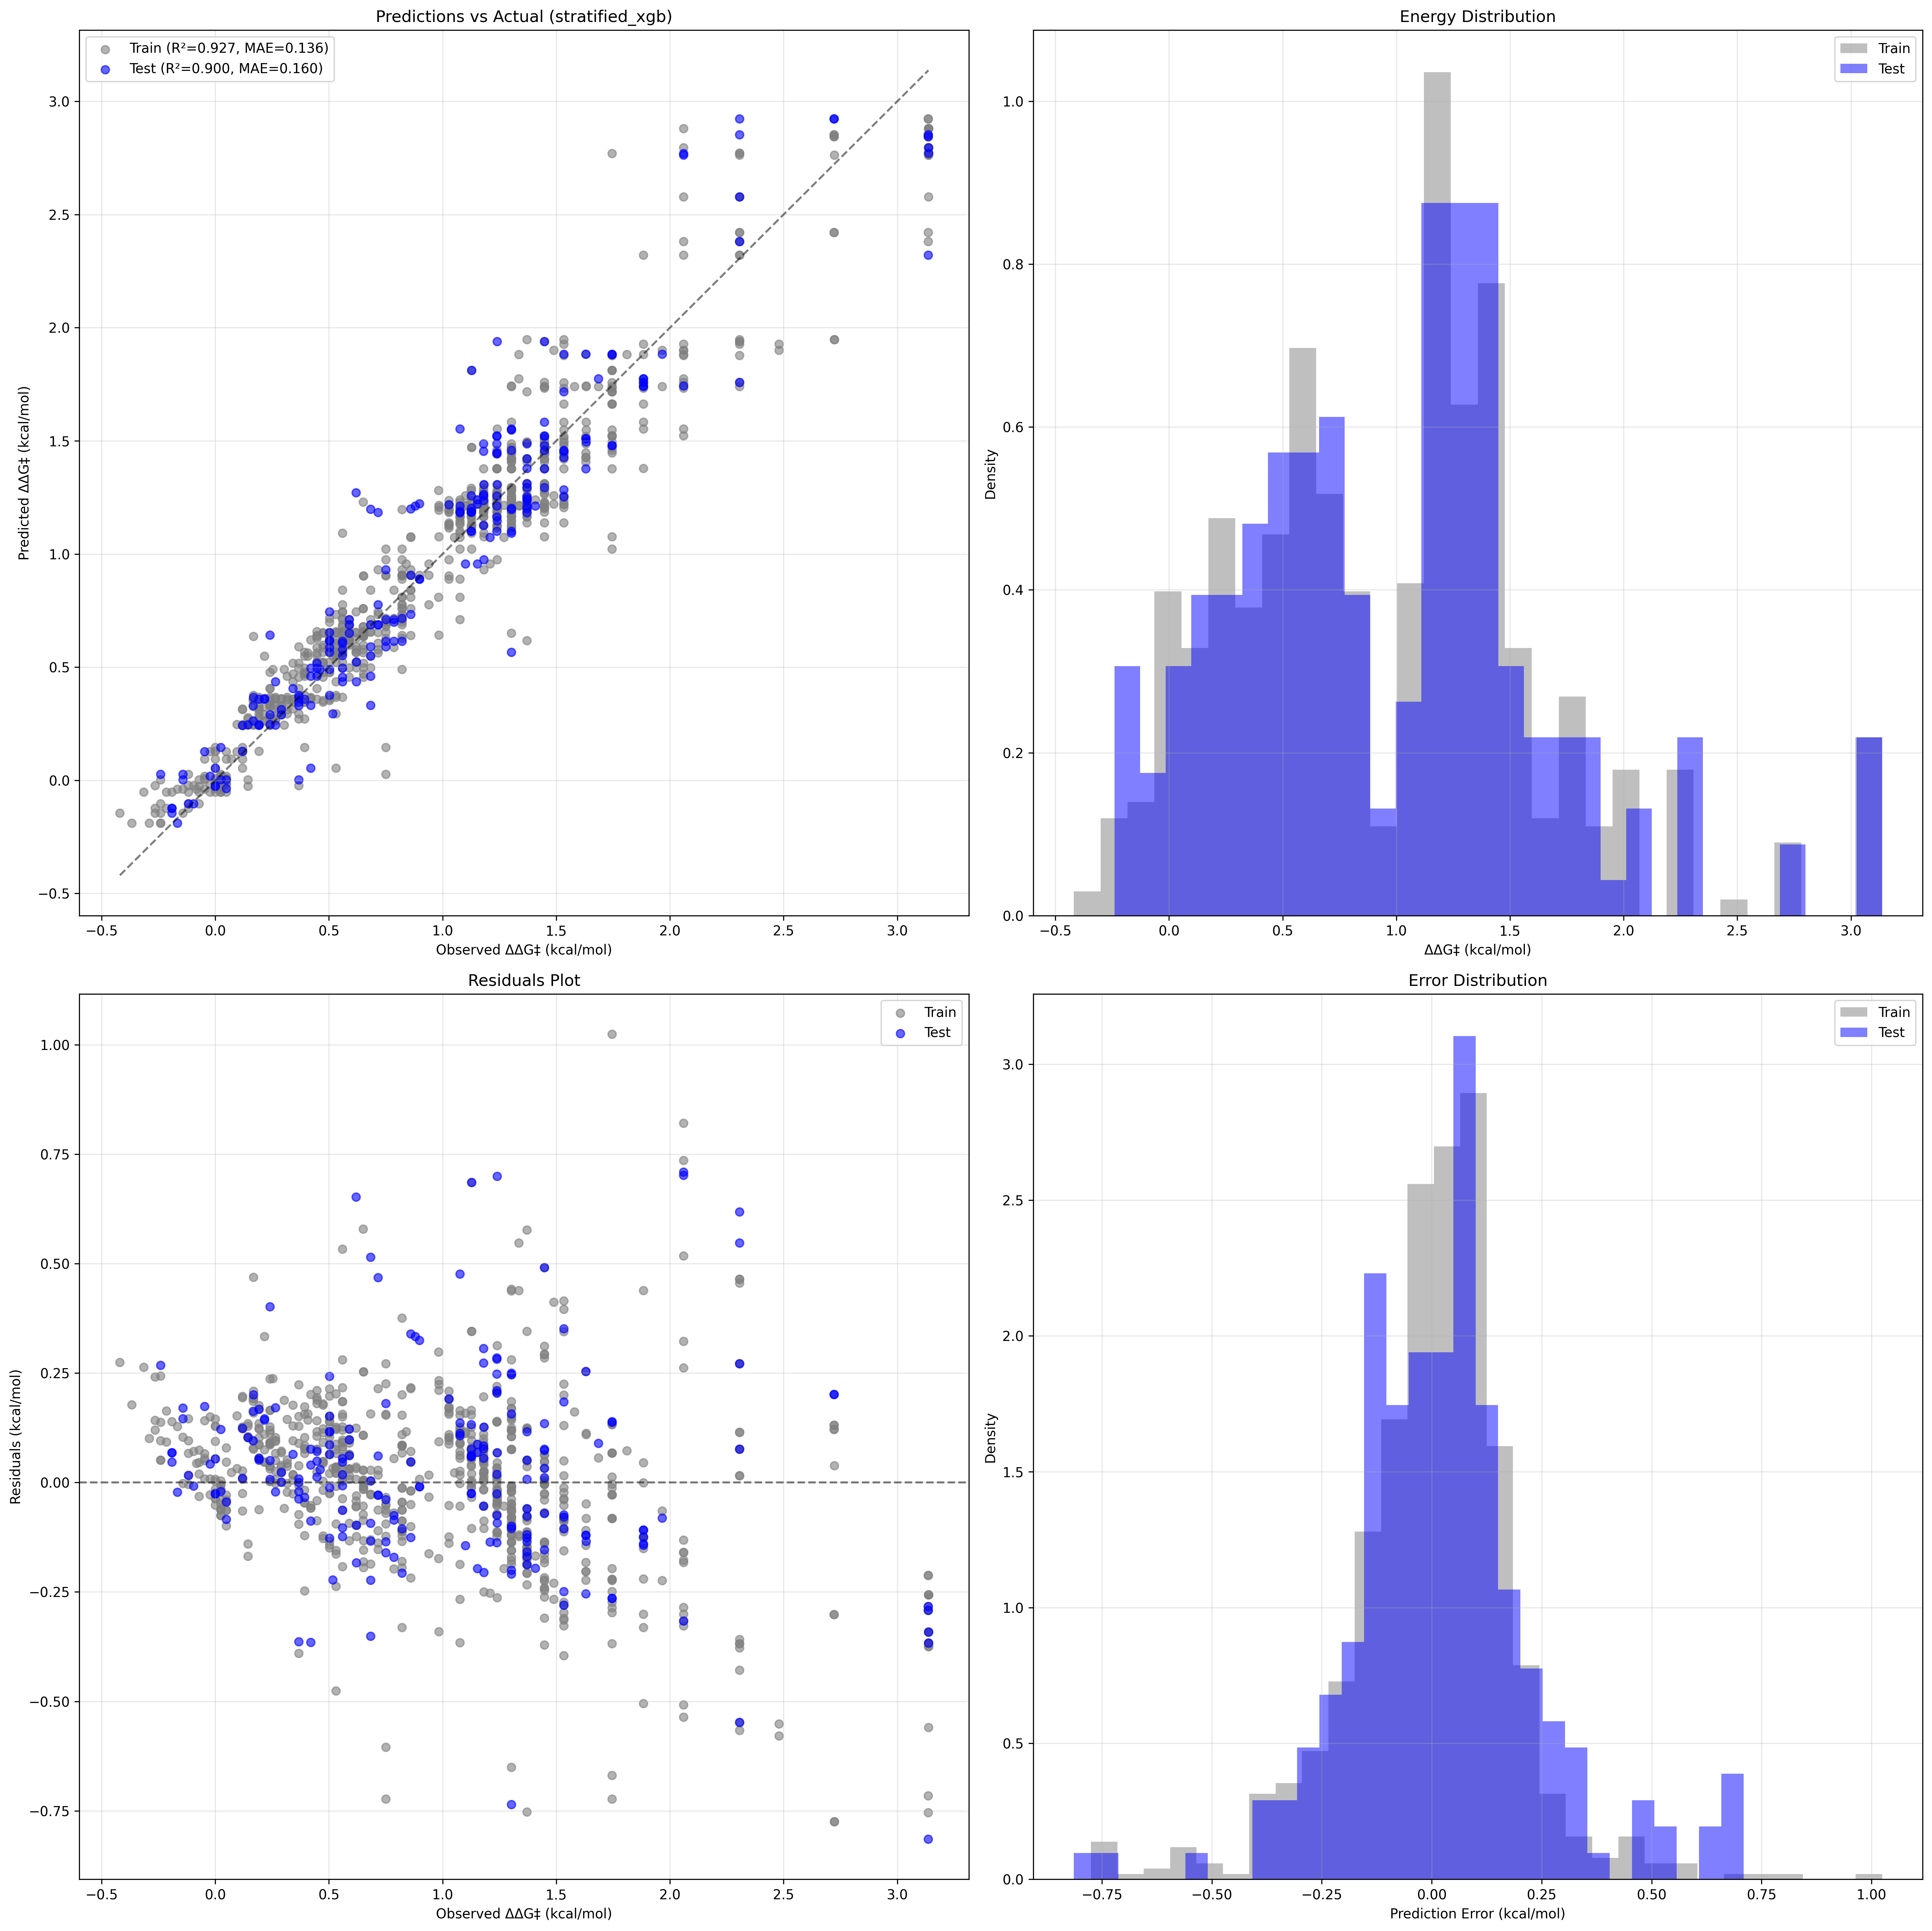 Predictions vs Actual (stratified_xgb)
Train (R²=0.927, MAE=0.136)
Test (R²=0.900, MAE=0.160)
Predicted ΔΔG‡ (kcal/mol)
3.0
2.5
2.0
1.5
1.0
0.5
0.0
−0.5
−0.5 0.0 0.5 1.0 1.5 2.0 2.5 3.0
Observed ΔΔG‡ (kcal/mol)
Energy Distribution
Train
Test
Density
1.0
0.8
0.6
0.4
0.2
0.0
−0.5 0.0 0.5 1.0 1.5 2.0 2.5 3.0
ΔΔG‡ (kcal/mol)
Residuals Plot
Train
Test
Residuals (kcal/mol)
1.00
0.75
0.50
0.25
0.00
−0.25
−0.50
−0.75
−0.5 0.0 0.5 1.0 1.5 2.0 2.5 3.0
Observed ΔΔG‡ (kcal/mol)
Error Distribution
Train
Test
Density
3.0
2.5
2.0
1.5
1.0
0.5
0.0
−0.75 −0.50 −0.25 0.00 0.25 0.50 0.75 1.00
Prediction Error (kcal/mol)